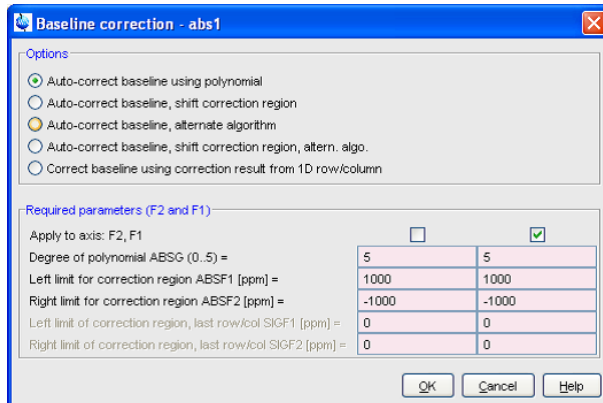 Baseline correction - abs1
Options
Auto-correct baseline using polynomial
Auto-correct baseline, shift correction region
Auto-correct baseline, alternate algorithm
Auto-correct baseline, shift correction region, altern. algo.
Correct baseline using correction result from 1D row/column
Required parameters (F2 and F1)
Apply to axis: F2, F1
Degree of polynomial ABSG (0..5) = 5 5
Left limit for correction region ABSF1 [ppm] = 1000 1000
Right limit for correction region ABSF2 [ppm] = -1000 -1000
Left limit of correction region, last row/col SIGF1 [ppm] = 0 0
Right limit of correction region, last row/col SIGF2 [ppm] = 0 0
OK Cancel Help